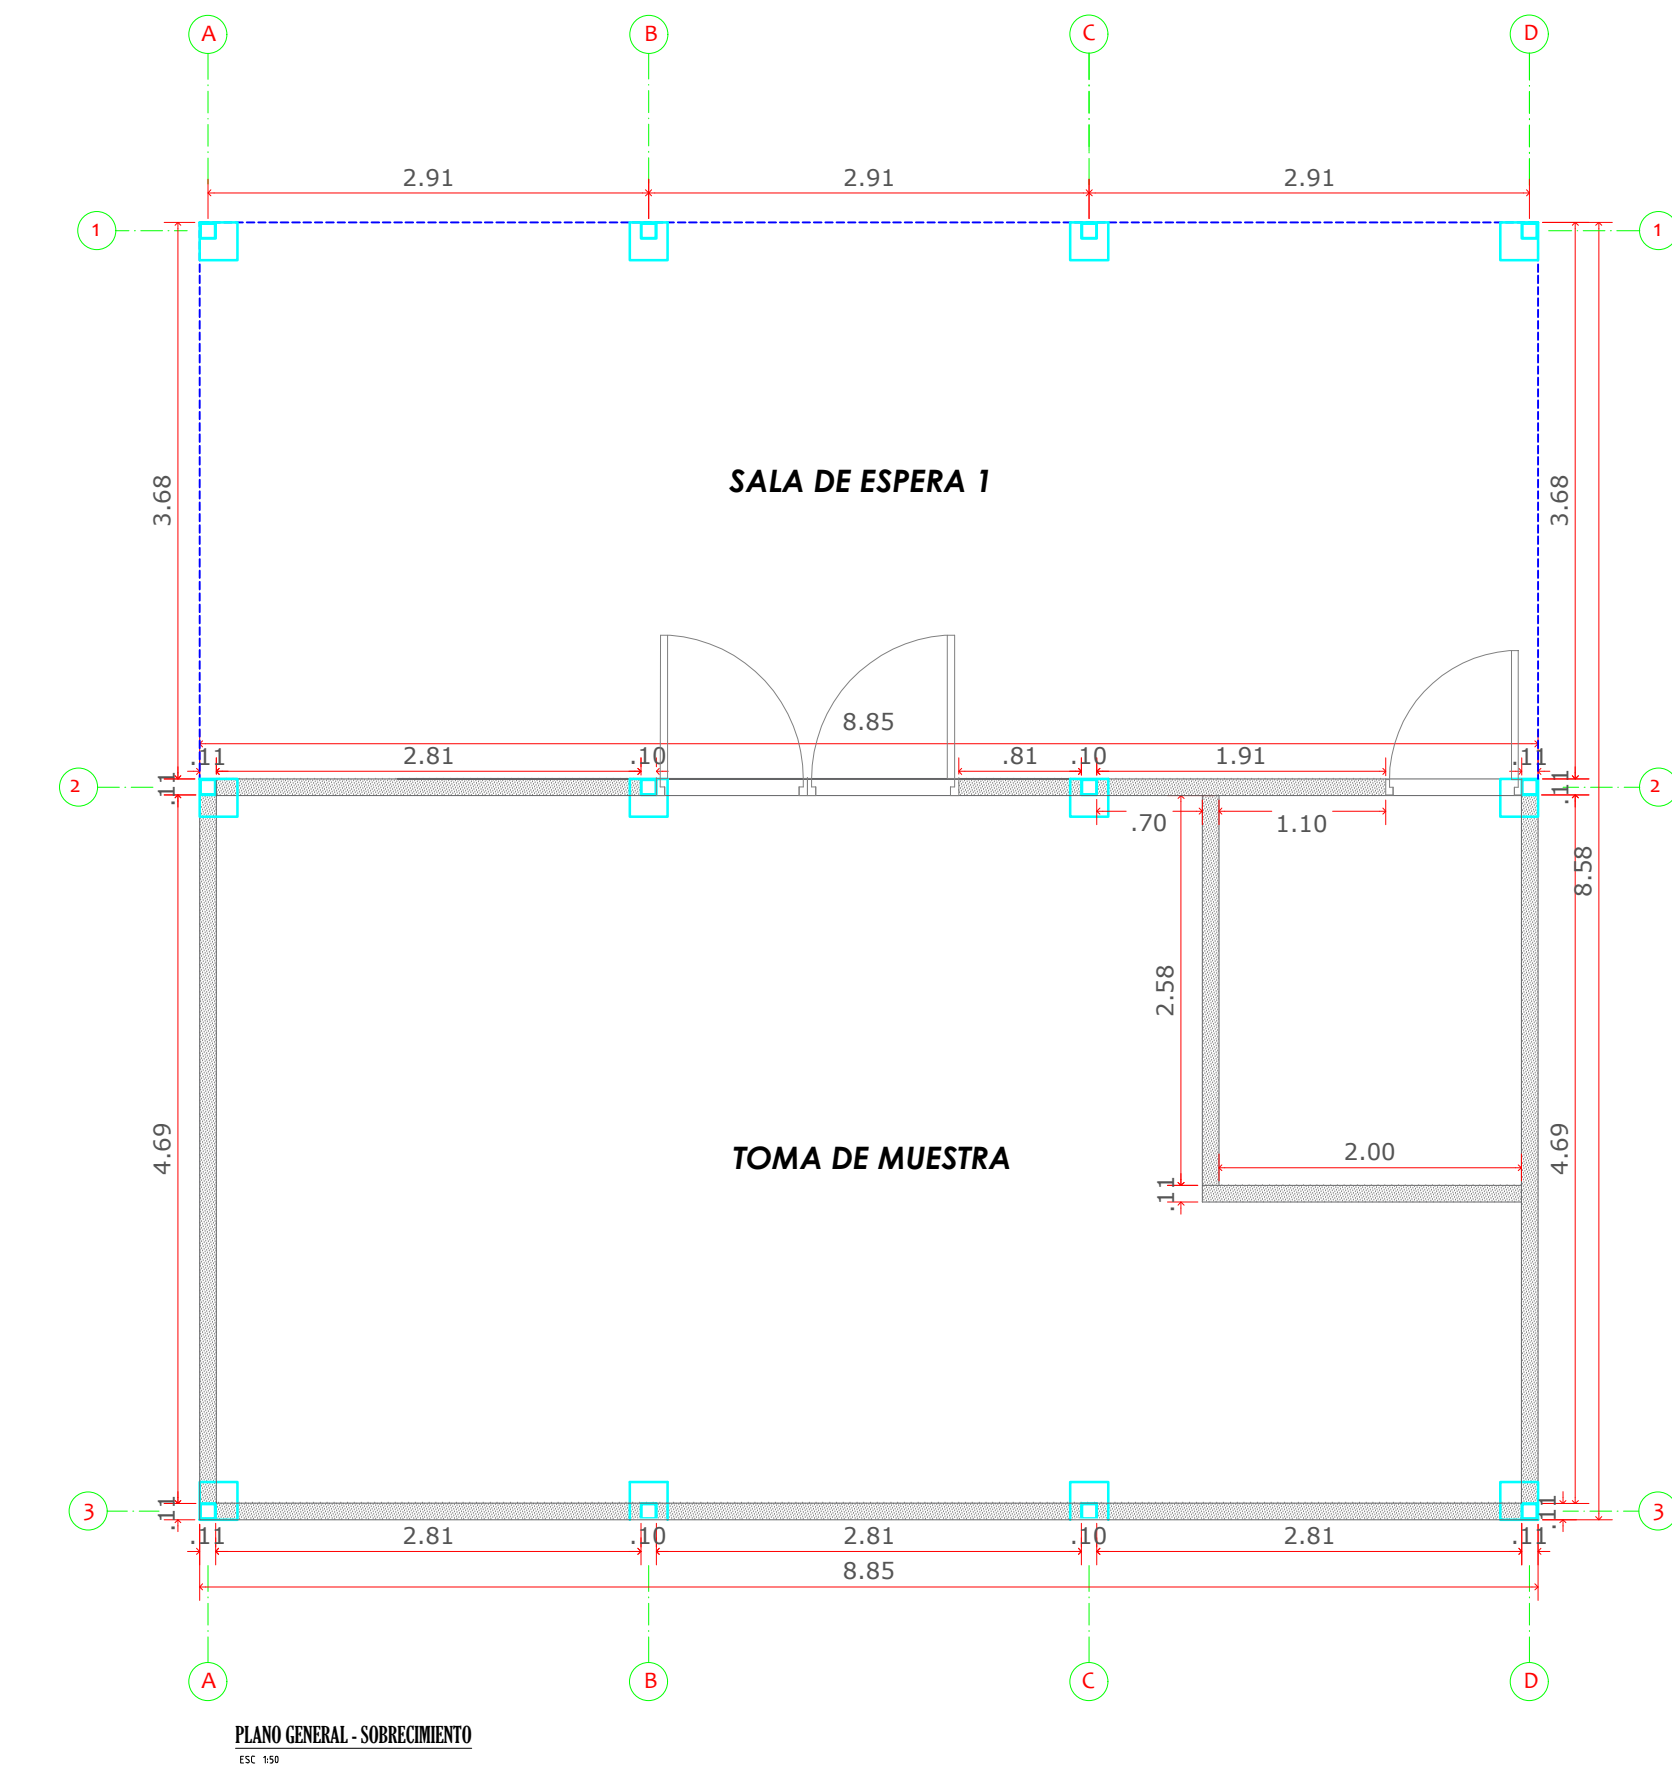 A B C D
2.91 2.91 2.91
1 1
3.68 3.68
SALA DE ESPERA 1
8.85
.11 2.81 .10 .81 .10 1.91 .11
2 .11 .11 2
.70 1.10
8.58
2.58
4.69 2.00 4.69
TOMA DE MUESTRA
.11
3 .11 .11 3
.11 2.81 .10 2.81 .10 2.81 .11
8.85
A B C D
PLANO GENERAL - SOBRECIMIENTO
ESC 1:50